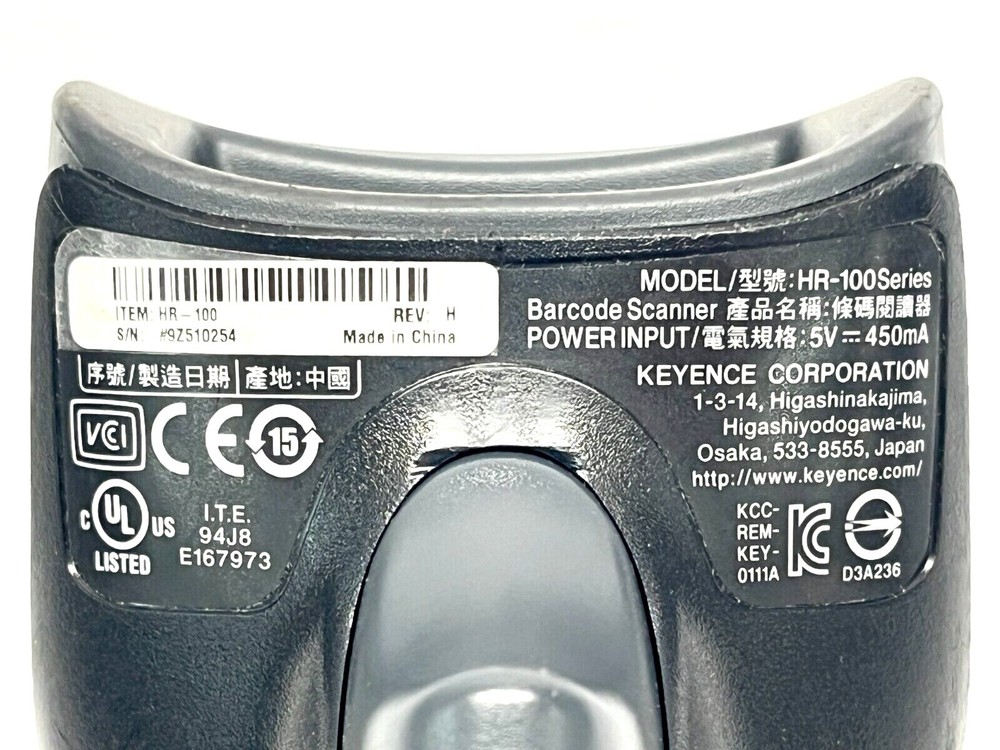 ITEM: HR-100 REV: H
S/N: #9Z510254 Made in China
序號/製造日期 產地:中國
VCCI CE 15
C UL US
LISTED
I.T.E.
94J8
E167973
MODEL/型號:HR-100Series
Barcode Scanner 產品名稱:條碼閱讀器
POWER INPUT/電氣規格:5V⎓450mA
KEYENCE CORPORATION
1-3-14, Higashinakajima,
Higashiyodogawa-ku,
Osaka, 533-8555, Japan
http://www.keyence.com/
KCC-
REM-
KEY-
0111A
D3A236